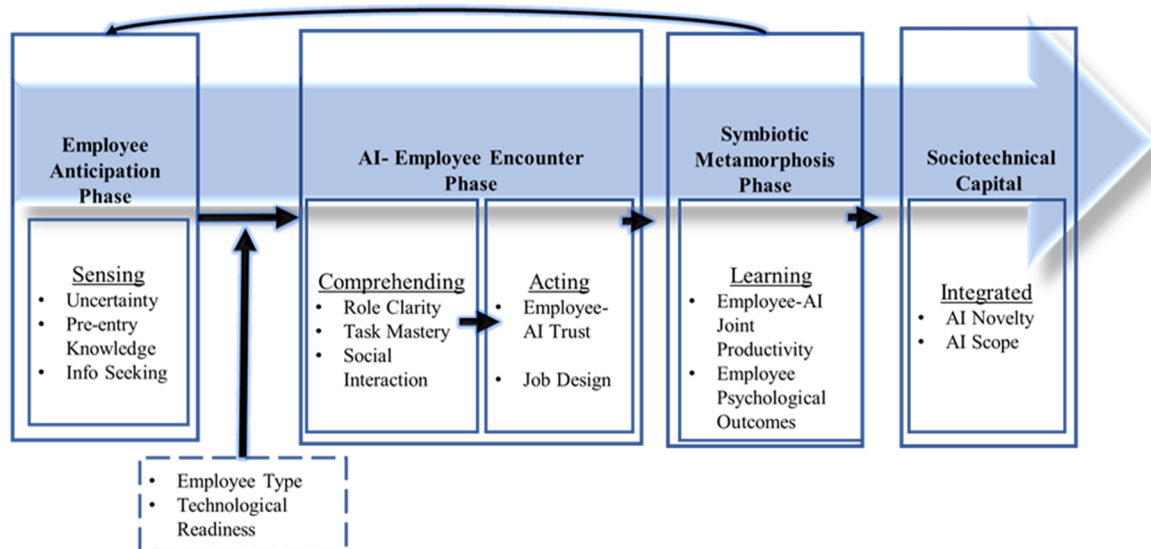 Employee
Anticipation
Phase
Sensing
• Uncertainty
• Pre-entry
Knowledge
• Info Seeking
AI- Employee Encounter
Phase
Comprehending
• Role Clarity
• Task Mastery
• Social
Interaction
Acting
• Employee-
AI Trust
• Job Design
Symbiotic
Metamorphosis
Phase
Learning
• Employee-AI
Joint
Productivity
• Employee
Psychological
Outcomes
Sociotechnical
Capital
Integrated
• AI Novelty
• AI Scope
• Employee Type
• Technological
Readiness